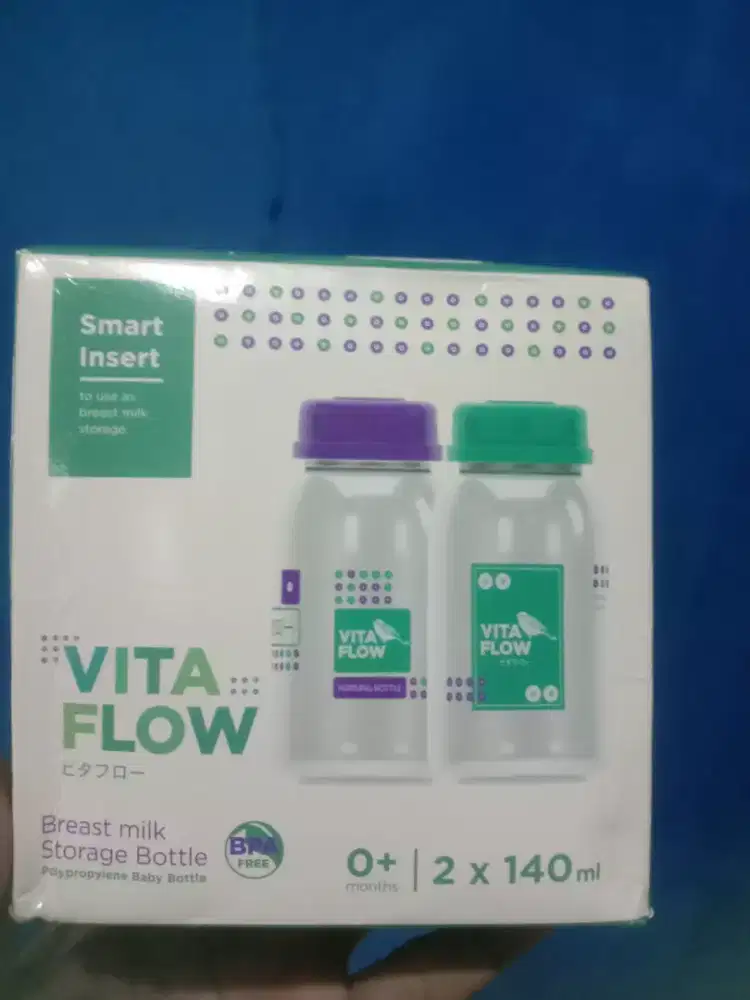 Smart
Insert
to use as
breast milk
storage
VITA
FLOW
VITA
FLOW
VITA
FLOW
ヒタフロー
Breast milk
Storage Bottle
Polypropylene Baby Bottle
BPA
FREE
0+
months
2 x 140ml